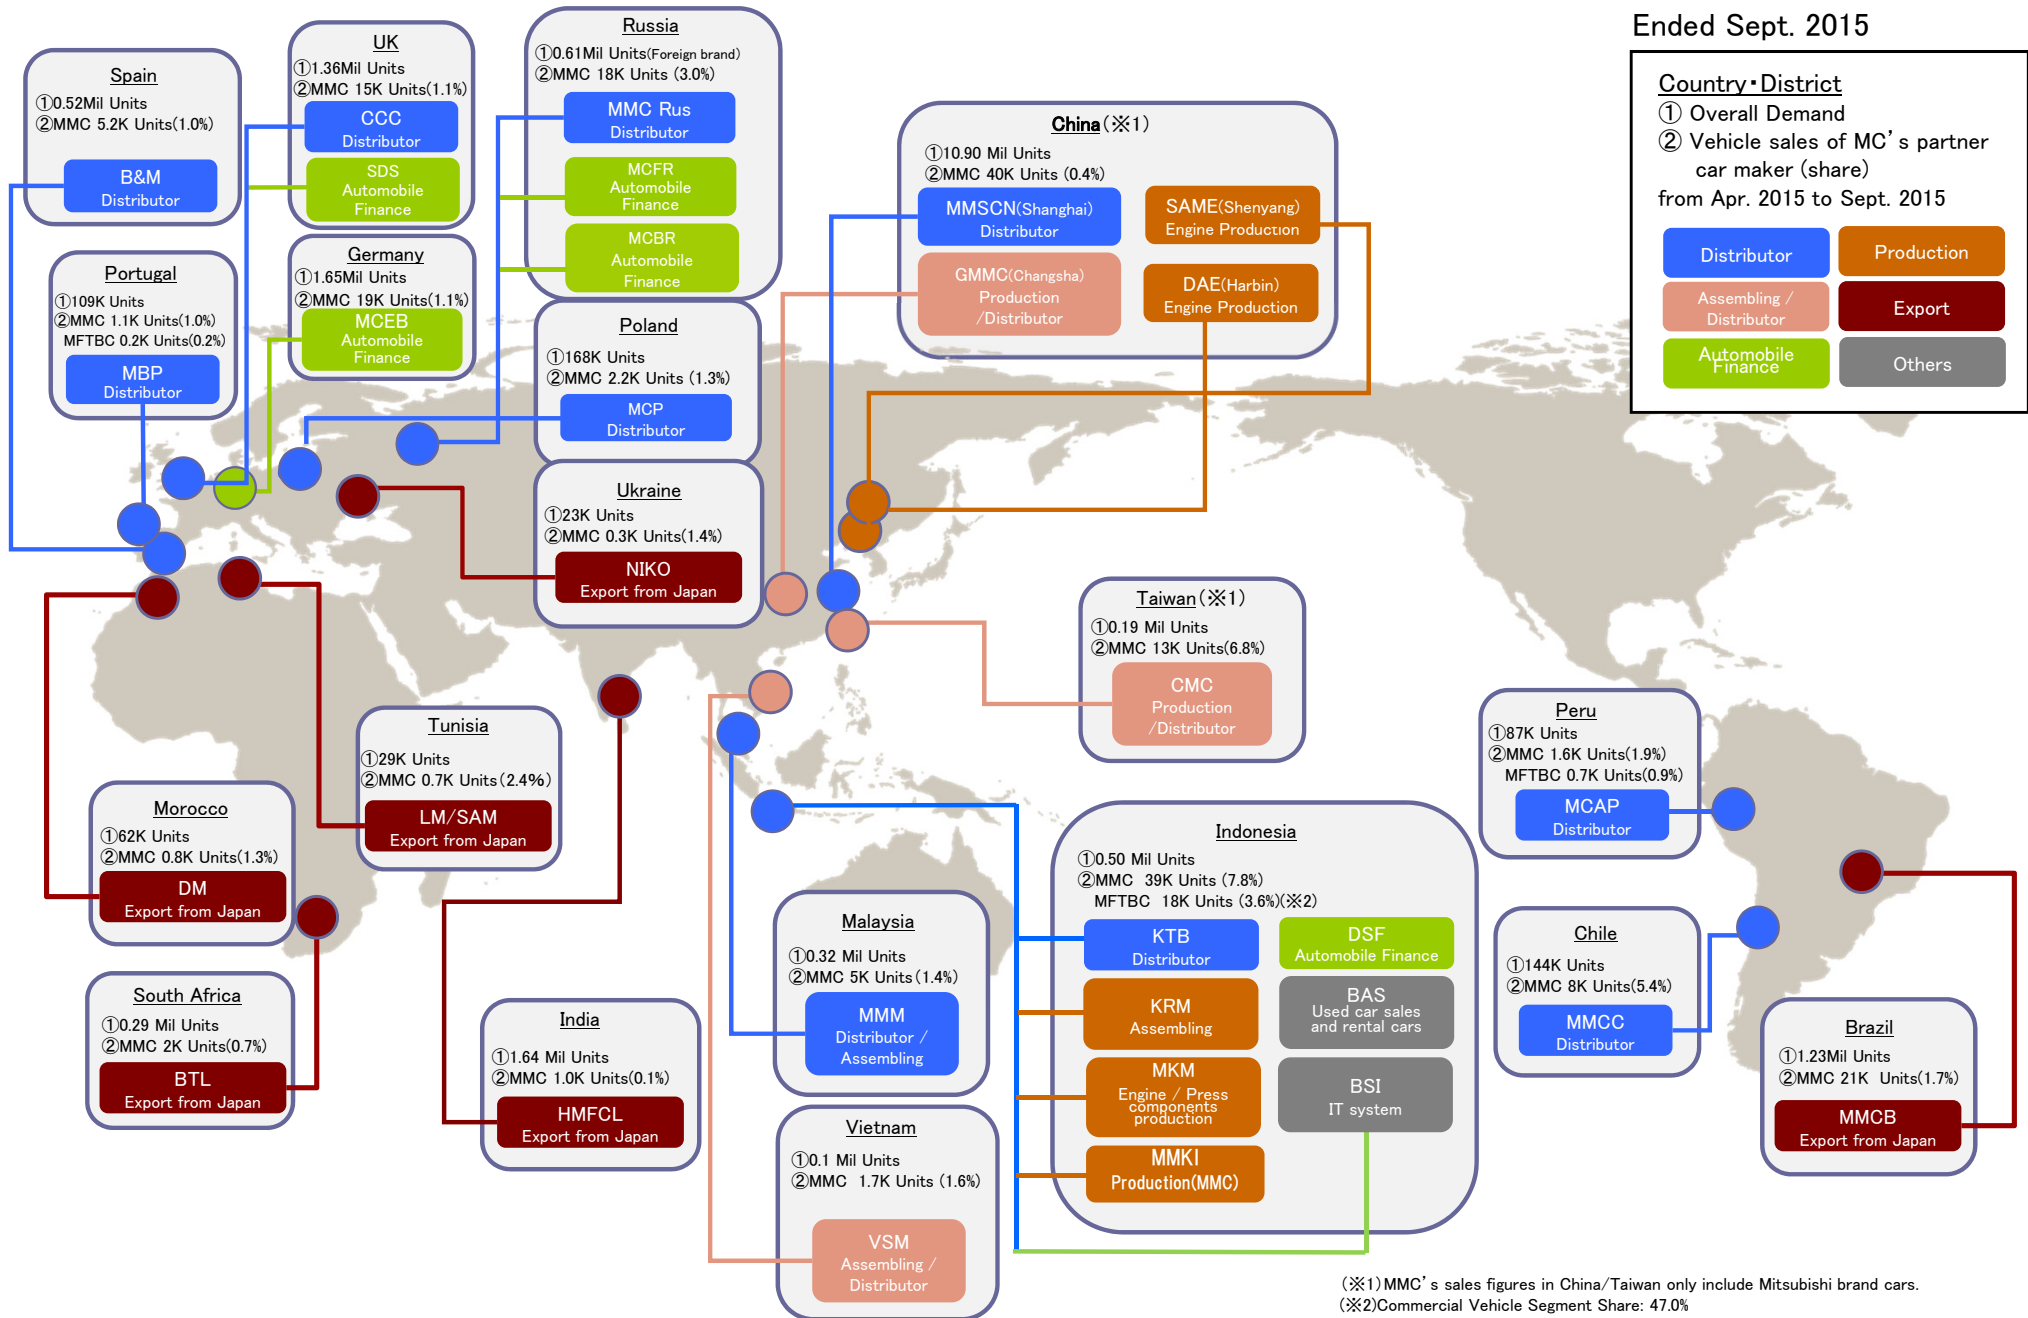 Ended Sept. 2015
Country・District
① Overall Demand
② Vehicle sales of MC’s partner
car maker (share)
from Apr. 2015 to Sept. 2015
Distributor
Production
Assembling /
Distributor
Export
Automobile
Finance
Others
Spain
①0.52Mil Units
②MMC 5.2K Units(1.0%)
B&M
Distributor
UK
①1.36Mil Units
②MMC 15K Units(1.1%)
CCC
Distributor
SDS
Automobile
Finance
Russia
①0.61Mil Units(Foreign brand)
②MMC 18K Units (3.0%)
MMC Rus
Distributor
MCFR
Automobile
Finance
MCBR
Automobile
Finance
China(※1)
①10.90 Mil Units
②MMC 40K Units (0.4%)
MMSCN(Shanghai)
Distributor
SAME(Shenyang)
Engine Production
GMMC(Changsha)
Production
/Distributor
DAE(Harbin)
Engine Production
Portugal
①109K Units
②MMC 1.1K Units(1.0%)
MFTBC 0.2K Units(0.2%)
MBP
Distributor
Germany
①1.65Mil Units
②MMC 19K Units(1.1%)
MCEB
Automobile
Finance
Poland
①168K Units
②MMC 2.2K Units (1.3%)
MCP
Distributor
Ukraine
①23K Units
②MMC 0.3K Units(1.4%)
NIKO
Export from Japan
Taiwan(※1)
①0.19 Mil Units
②MMC 13K Units(6.8%)
CMC
Production
/Distributor
Tunisia
①29K Units
②MMC 0.7K Units(2.4%)
LM/SAM
Export from Japan
Morocco
①62K Units
②MMC 0.8K Units(1.3%)
DM
Export from Japan
South Africa
①0.29 Mil Units
②MMC 2K Units(0.7%)
BTL
Export from Japan
India
①1.64 Mil Units
②MMC 1.0K Units(0.1%)
HMFCL
Export from Japan
Malaysia
①0.32 Mil Units
②MMC 5K Units(1.4%)
MMM
Distributor /
Assembling
Vietnam
①0.1 Mil Units
②MMC 1.7K Units (1.6%)
VSM
Assembling /
Distributor
Indonesia
①0.50 Mil Units
②MMC 39K Units (7.8%)
MFTBC 18K Units (3.6%)(※2)
KTB
Distributor
DSF
Automobile Finance
KRM
Assembling
BAS
Used car sales
and rental cars
MKM
Engine / Press
components
production
BSI
IT system
MMKI
Production(MMC)
Peru
①87K Units
②MMC 1.6K Units(1.9%)
MFTBC 0.7K Units(0.9%)
MCAP
Distributor
Chile
①144K Units
②MMC 8K Units(5.4%)
MMCC
Distributor
Brazil
①1.23Mil Units
②MMC 21K Units(1.7%)
MMCB
Export from Japan
(※1)MMC’s sales figures in China/Taiwan only include Mitsubishi brand cars.
(※2)Commercial Vehicle Segment Share: 47.0%